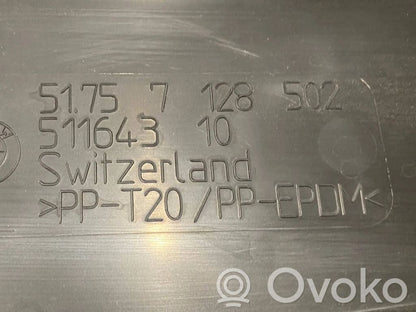 51.75 7 128 502
511643 10
Switzerland
>PP-T20/PP-EPDM<
Ovoko